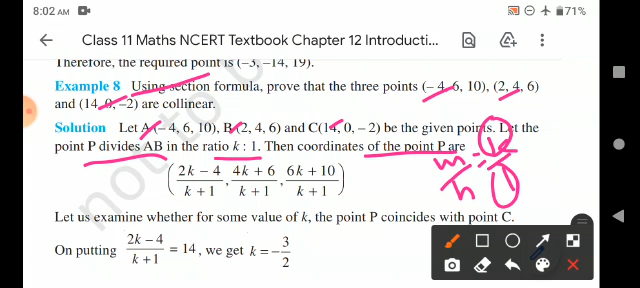 8:02 AM 71%
Class 11 Maths NCERT Textbook Chapter 12 Introducti...
Therefore, the required point is (–3, –14, 19).
Example 8 Using section formula, prove that the three points (– 4, 6, 10), (2, 4, 6)
and (14, 0, –2) are collinear.
Solution Let A (– 4, 6, 10), B (2, 4, 6) and C(14, 0, – 2) be the given points. Let the
point P divides AB in the ratio k : 1. Then coordinates of the point P are
m/n = k/1
( (2k – 4)/(k + 1), (4k + 6)/(k + 1), (6k + 10)/(k + 1) )
Let us examine whether for some value of k, the point P coincides with point C.
On putting (2k – 4)/(k + 1) = 14, we get k = – 3/2